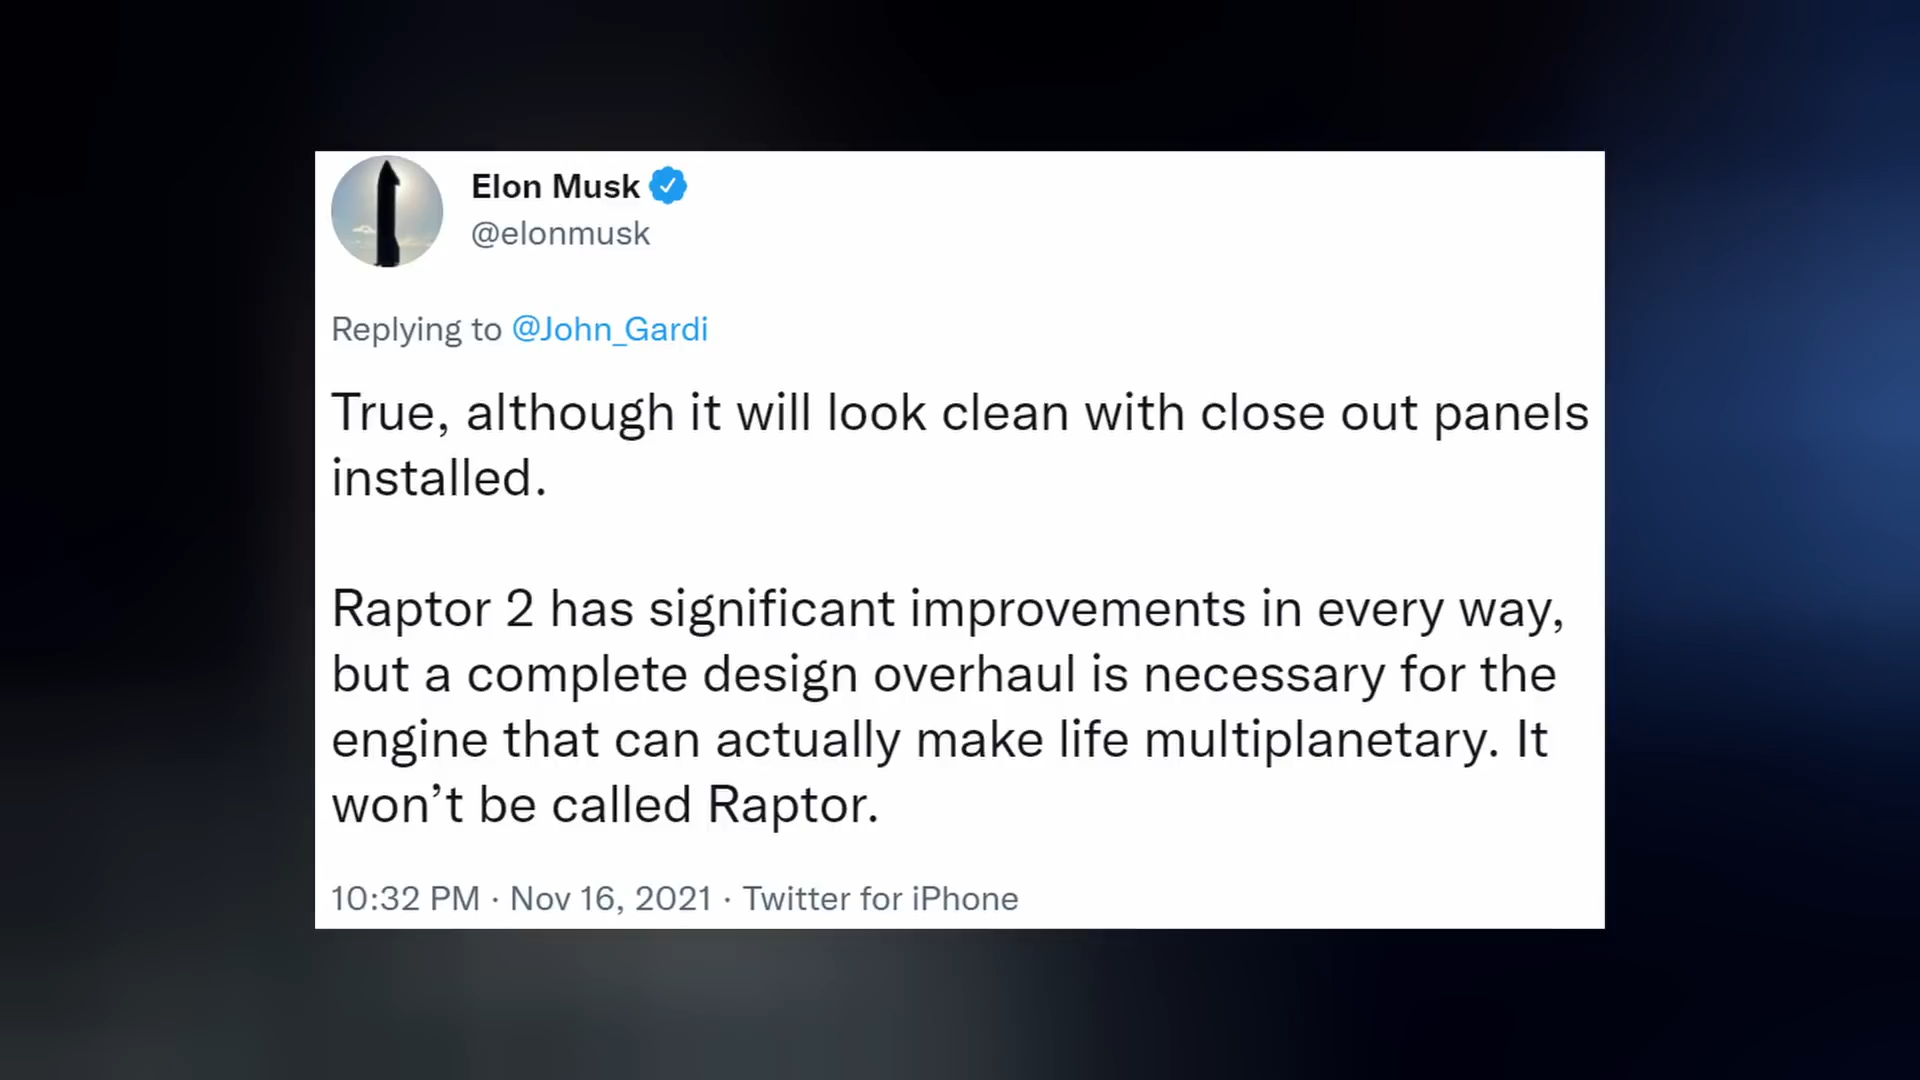 Elon Musk
@elonmusk
Replying to @John_Gardi
True, although it will look clean with close out panels
installed.
Raptor 2 has significant improvements in every way,
but a complete design overhaul is necessary for the
engine that can actually make life multiplanetary. It
won’t be called Raptor.
10:32 PM · Nov 16, 2021 · Twitter for iPhone